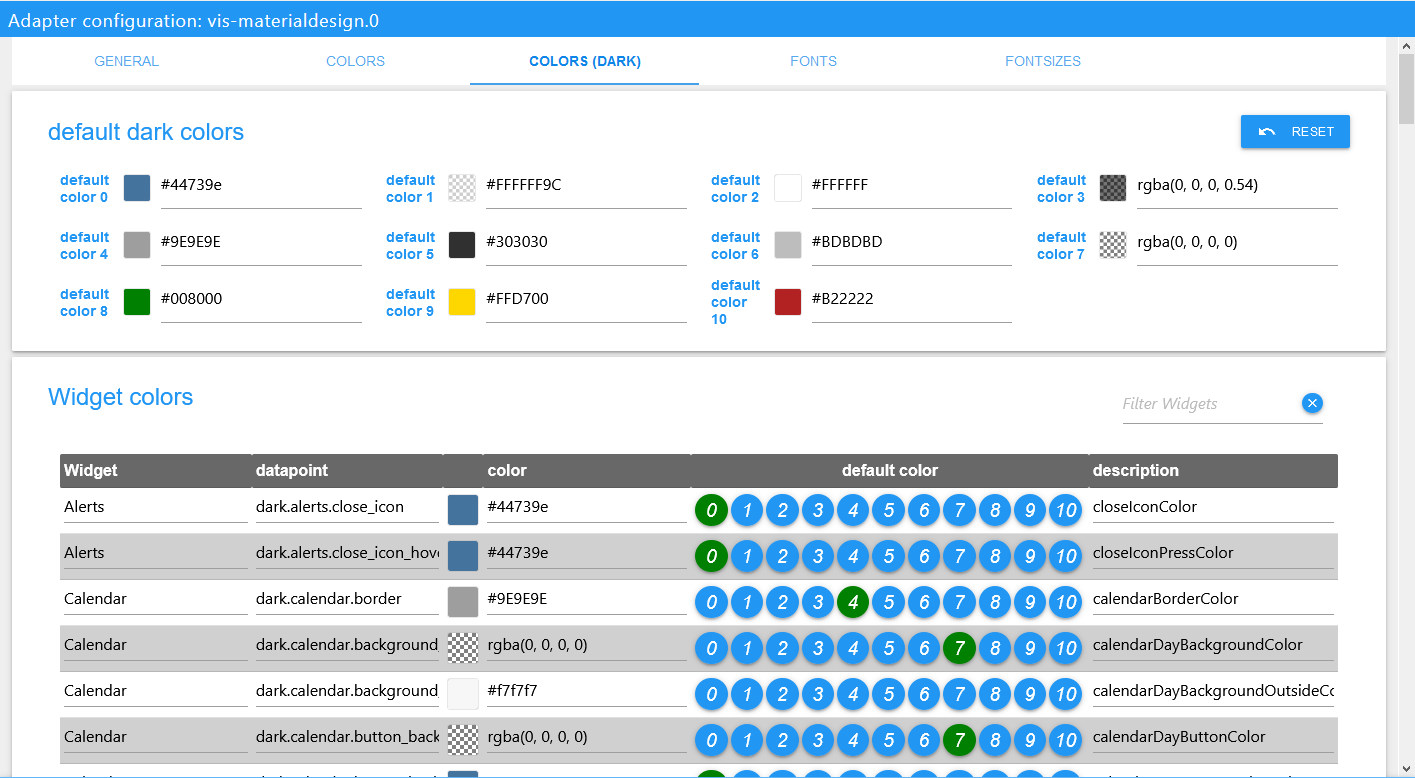 Adapter configuration: vis-materialdesign.0
GENERAL COLORS COLORS (DARK) FONTS FONTSIZES
default dark colors
RESET
default color 0 #44739e
default color 1 #FFFFFF9C
default color 2 #FFFFFF
default color 3 rgba(0, 0, 0, 0.54)
default color 4 #9E9E9E
default color 5 #303030
default color 6 #BDBDBD
default color 7 rgba(0, 0, 0, 0)
default color 8 #008000
default color 9 #FFD700
default color 10 #B22222
Widget colors
Filter Widgets
Widget datapoint color default color description
Alerts dark.alerts.close_icon #44739e 0 1 2 3 4 5 6 7 8 9 10 closeIconColor
Alerts dark.alerts.close_icon_hove #44739e 0 1 2 3 4 5 6 7 8 9 10 closeIconPressColor
Calendar dark.calendar.border #9E9E9E 0 1 2 3 4 5 6 7 8 9 10 calendarBorderColor
Calendar dark.calendar.background_ rgba(0, 0, 0, 0) 0 1 2 3 4 5 6 7 8 9 10 calendarDayBackgroundColor
Calendar dark.calendar.background_ #f7f7f7 0 1 2 3 4 5 6 7 8 9 10 calendarDayBackgroundOutsideCo
Calendar dark.calendar.button_back rgba(0, 0, 0, 0) 0 1 2 3 4 5 6 7 8 9 10 calendarDayButtonColor